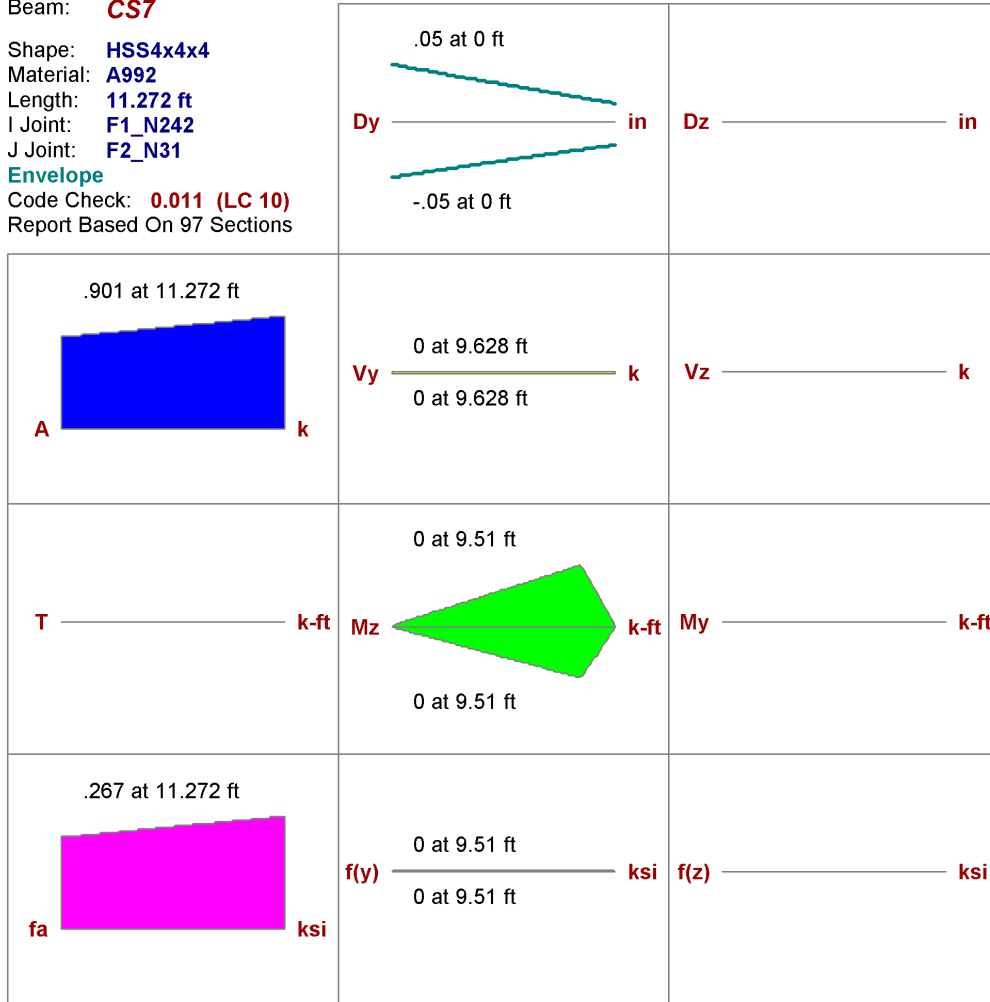 Beam: CS7
Shape: HSS4x4x4
Material: A992
Length: 11.272 ft
I Joint: F1_N242
J Joint: F2_N31
Envelope
Code Check: 0.011 (LC 10)
Report Based On 97 Sections
.05 at 0 ft
Dy in
-.05 at 0 ft
Dz in
.901 at 11.272 ft
A k
0 at 9.628 ft
Vy k
0 at 9.628 ft
Vz k
T k-ft
0 at 9.51 ft
Mz k-ft
0 at 9.51 ft
My k-ft
.267 at 11.272 ft
fa ksi
0 at 9.51 ft
f(y) ksi
0 at 9.51 ft
f(z) ksi